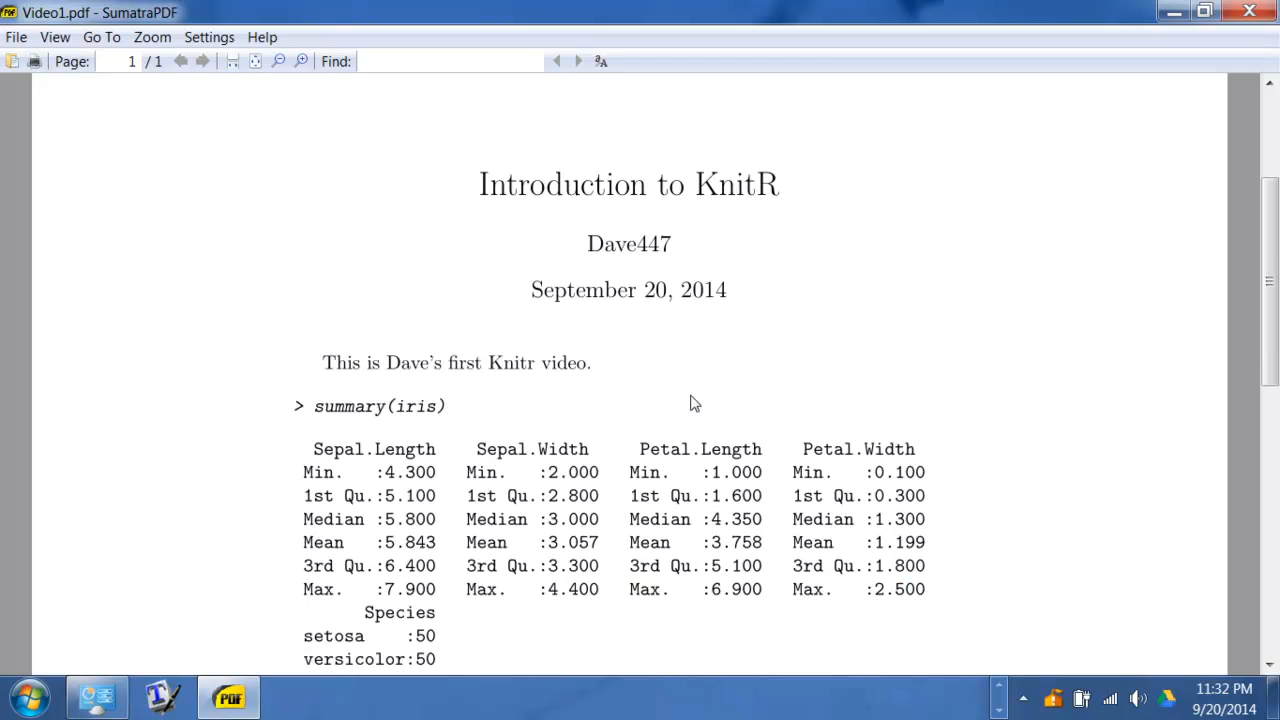 Video1.pdf - SumatraPDF
File View Go To Zoom Settings Help
Page: 1 / 1 Find:
Introduction to KnitR
Dave447
September 20, 2014
This is Dave's first Knitr video.
> summary(iris)
Sepal.Length Sepal.Width Petal.Length Petal.Width
Min. :4.300 Min. :2.000 Min. :1.000 Min. :0.100
1st Qu.:5.100 1st Qu.:2.800 1st Qu.:1.600 1st Qu.:0.300
Median :5.800 Median :3.000 Median :4.350 Median :1.300
Mean :5.843 Mean :3.057 Mean :3.758 Mean :1.199
3rd Qu.:6.400 3rd Qu.:3.300 3rd Qu.:5.100 3rd Qu.:1.800
Max. :7.900 Max. :4.400 Max. :6.900 Max. :2.500
Species
setosa :50
versicolor:50
PDF
11:32 PM
9/20/2014